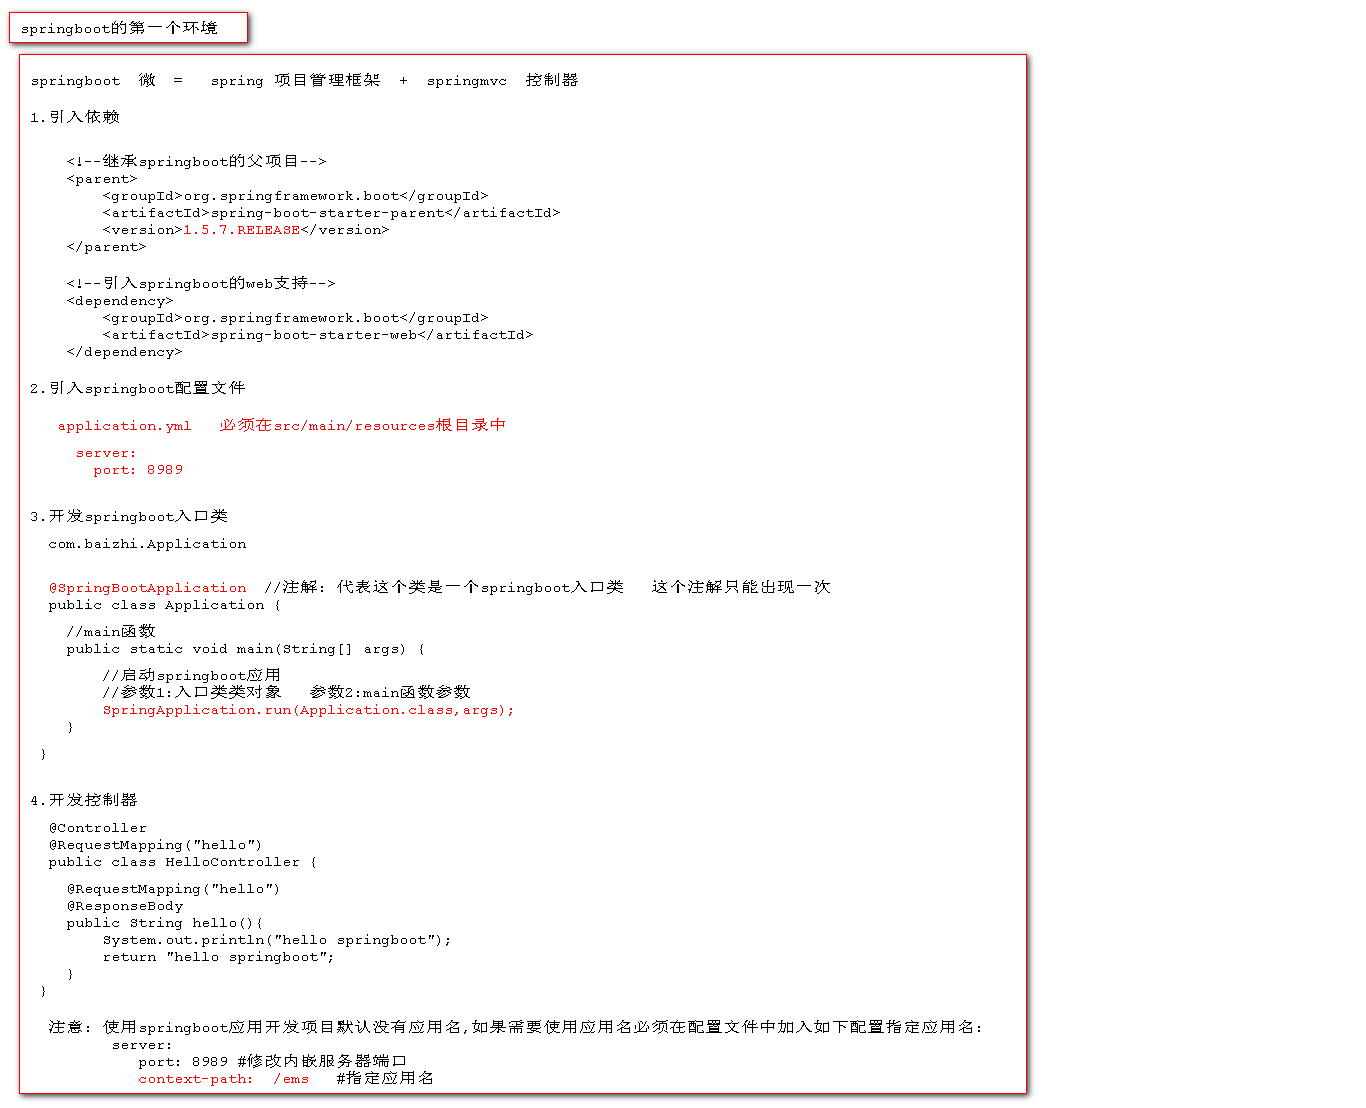 springboot的第一个环境
springboot 微 = spring 项目管理框架 + springmvc 控制器
1.引入依赖
<!--继承springboot的父项目-->
<parent>
<groupId>org.springframework.boot</groupId>
<artifactId>spring-boot-starter-parent</artifactId>
<version>1.5.7.RELEASE</version>
</parent>
<!--引入springboot的web支持-->
<dependency>
<groupId>org.springframework.boot</groupId>
<artifactId>spring-boot-starter-web</artifactId>
</dependency>
2.引入springboot配置文件
application.yml 必须在src/main/resources根目录中
server:
port: 8989
3.开发springboot入口类
com.baizhi.Application
@SpringBootApplication //注解: 代表这个类是一个springboot入口类 这个注解只能出现一次
public class Application {
//main函数
public static void main(String[] args) {
//启动springboot应用
//参数1:入口类类对象 参数2:main函数参数
SpringApplication.run(Application.class,args);
}
}
4.开发控制器
@Controller
@RequestMapping("hello")
public class HelloController {
@RequestMapping("hello")
@ResponseBody
public String hello(){
System.out.println("hello springboot");
return "hello springboot";
}
}
注意: 使用springboot应用开发项目默认没有应用名,如果需要使用应用名必须在配置文件中加入如下配置指定应用名:
server:
port: 8989 #修改内嵌服务器端口
context-path: /ems #指定应用名